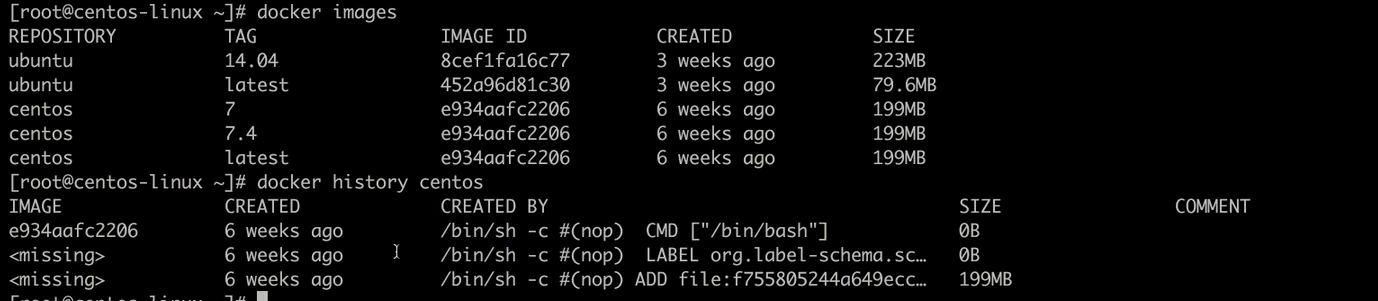 [root@centos-linux ~]# docker images
REPOSITORY TAG IMAGE ID CREATED SIZE
ubuntu 14.04 8cef1fa16c77 3 weeks ago 223MB
ubuntu latest 452a96d81c30 3 weeks ago 79.6MB
centos 7 e934aafc2206 6 weeks ago 199MB
centos 7.4 e934aafc2206 6 weeks ago 199MB
centos latest e934aafc2206 6 weeks ago 199MB
[root@centos-linux ~]# docker history centos
IMAGE CREATED CREATED BY SIZE COMMENT
e934aafc2206 6 weeks ago /bin/sh -c #(nop) CMD ["/bin/bash"] 0B
<missing> 6 weeks ago /bin/sh -c #(nop) LABEL org.label-schema.sc… 0B
<missing> 6 weeks ago /bin/sh -c #(nop) ADD file:f755805244a649ecc… 199MB
[root@centos-linux ~]#